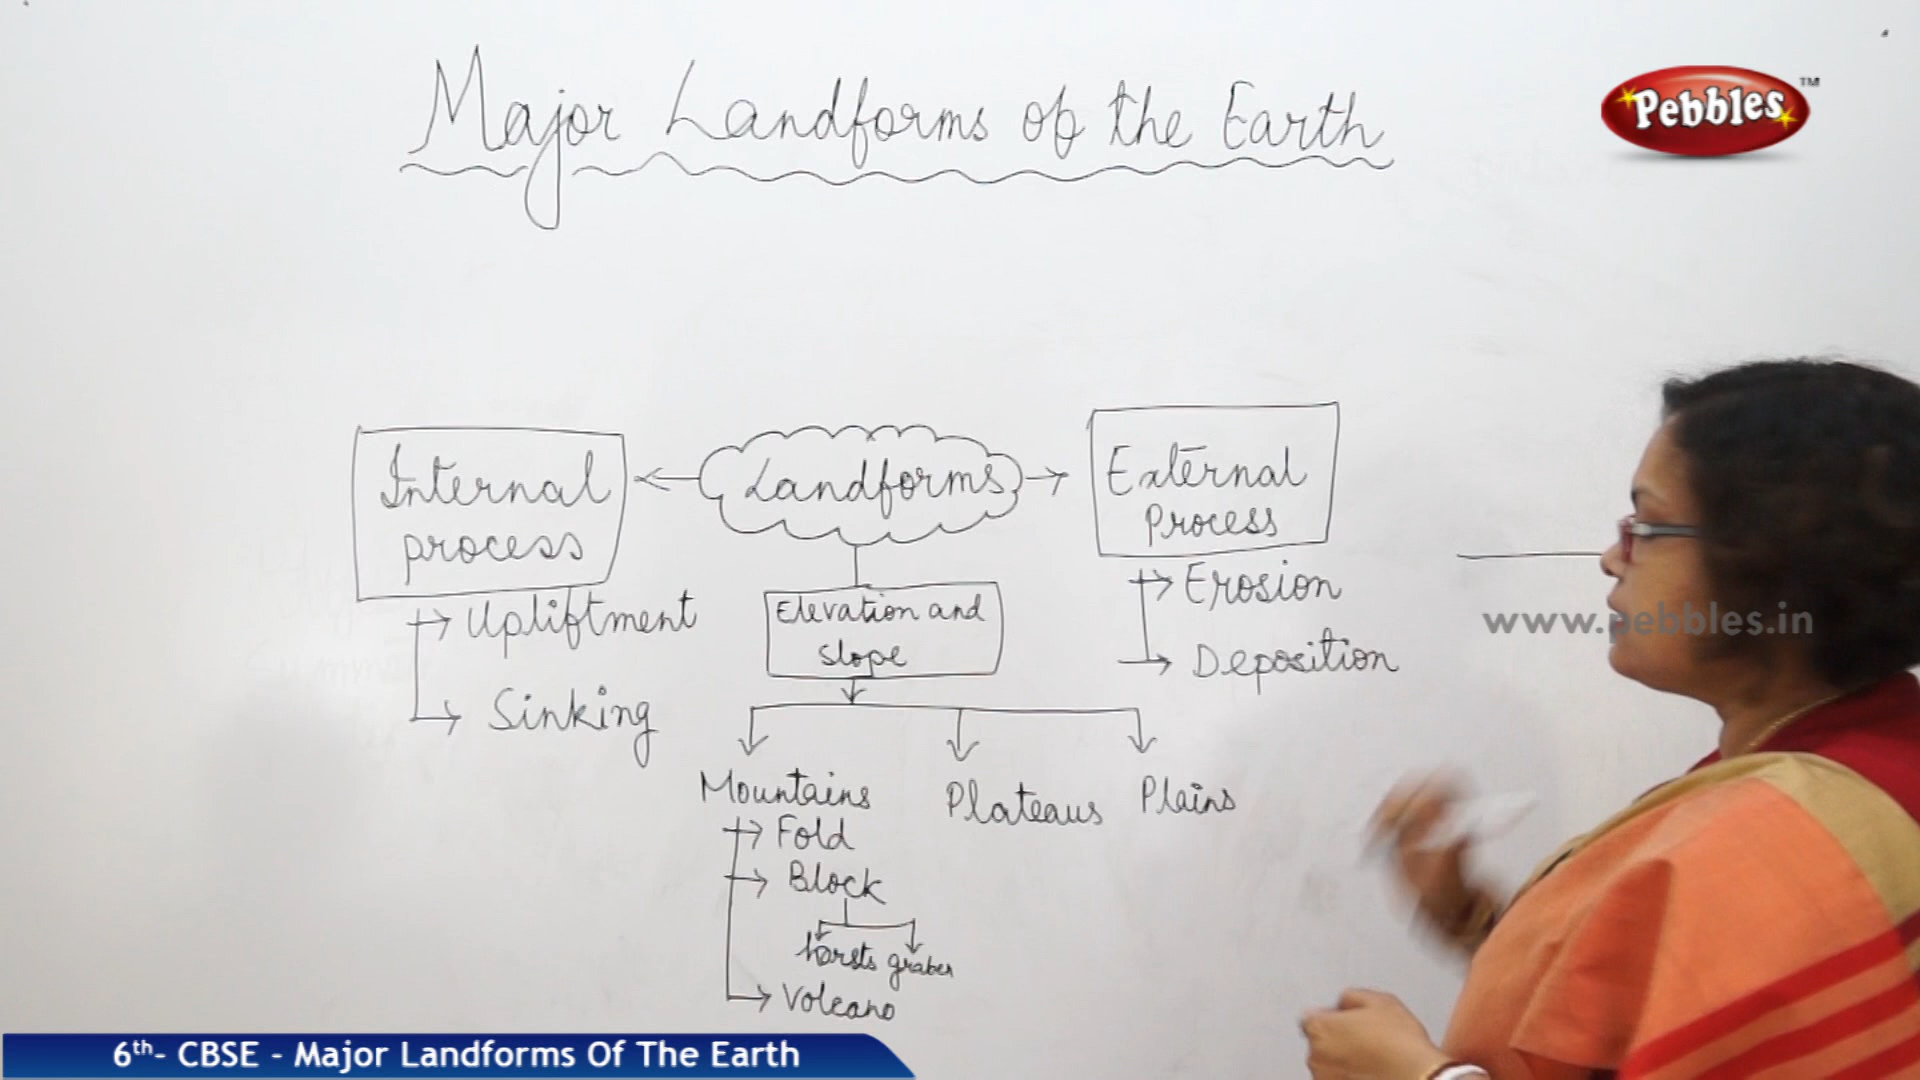 Major Landforms of the Earth
Pebbles™
Internal
process
Landforms
External
Process
Upliftment
Sinking
Elevation and
slope
Erosion
Deposition
www.pebbles.in
Mountains
Plateaus
Plains
Fold
Block
horsts graben
Volcano
6th- CBSE - Major Landforms Of The Earth